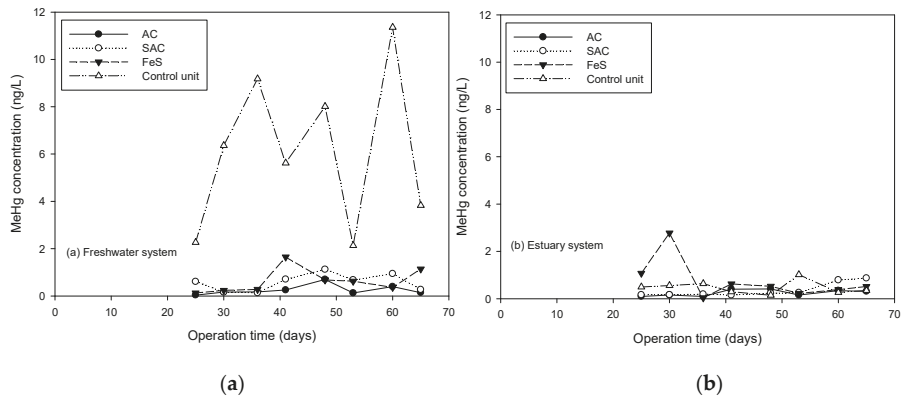 12
10
8
6
4
2
0
MeHg concentration (ng/L)
AC
SAC
FeS
Control unit
(a) Freshwater system
0 10 20 30 40 50 60 70
Operation time (days)
(a)
12
10
8
6
4
2
0
MeHg concentration (ng/L)
AC
SAC
FeS
Control unit
(b) Estuary system
0 10 20 30 40 50 60 70
Operation time (days)
(b)